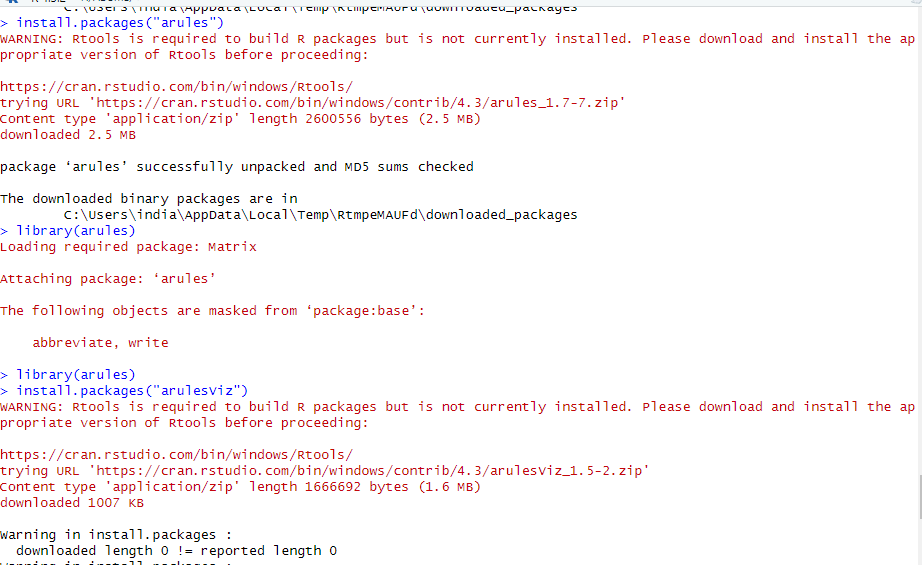 C:\Users\india\AppData\Local\Temp\RtmpeMAUFd\downloaded_packages
> install.packages("arules")
WARNING: Rtools is required to build R packages but is not currently installed. Please download and install the ap
propriate version of Rtools before proceeding:
https://cran.rstudio.com/bin/windows/Rtools/
trying URL 'https://cran.rstudio.com/bin/windows/contrib/4.3/arules_1.7-7.zip'
Content type 'application/zip' length 2600556 bytes (2.5 MB)
downloaded 2.5 MB
package ‘arules’ successfully unpacked and MD5 sums checked
The downloaded binary packages are in
C:\Users\india\AppData\Local\Temp\RtmpeMAUFd\downloaded_packages
> library(arules)
Loading required package: Matrix
Attaching package: ‘arules’
The following objects are masked from ‘package:base’:
abbreviate, write
> library(arules)
> install.packages("arulesViz")
WARNING: Rtools is required to build R packages but is not currently installed. Please download and install the ap
propriate version of Rtools before proceeding:
https://cran.rstudio.com/bin/windows/Rtools/
trying URL 'https://cran.rstudio.com/bin/windows/contrib/4.3/arulesViz_1.5-2.zip'
Content type 'application/zip' length 1666692 bytes (1.6 MB)
downloaded 1007 KB
Warning in install.packages :
downloaded length 0 != reported length 0
Warning in install.packages :